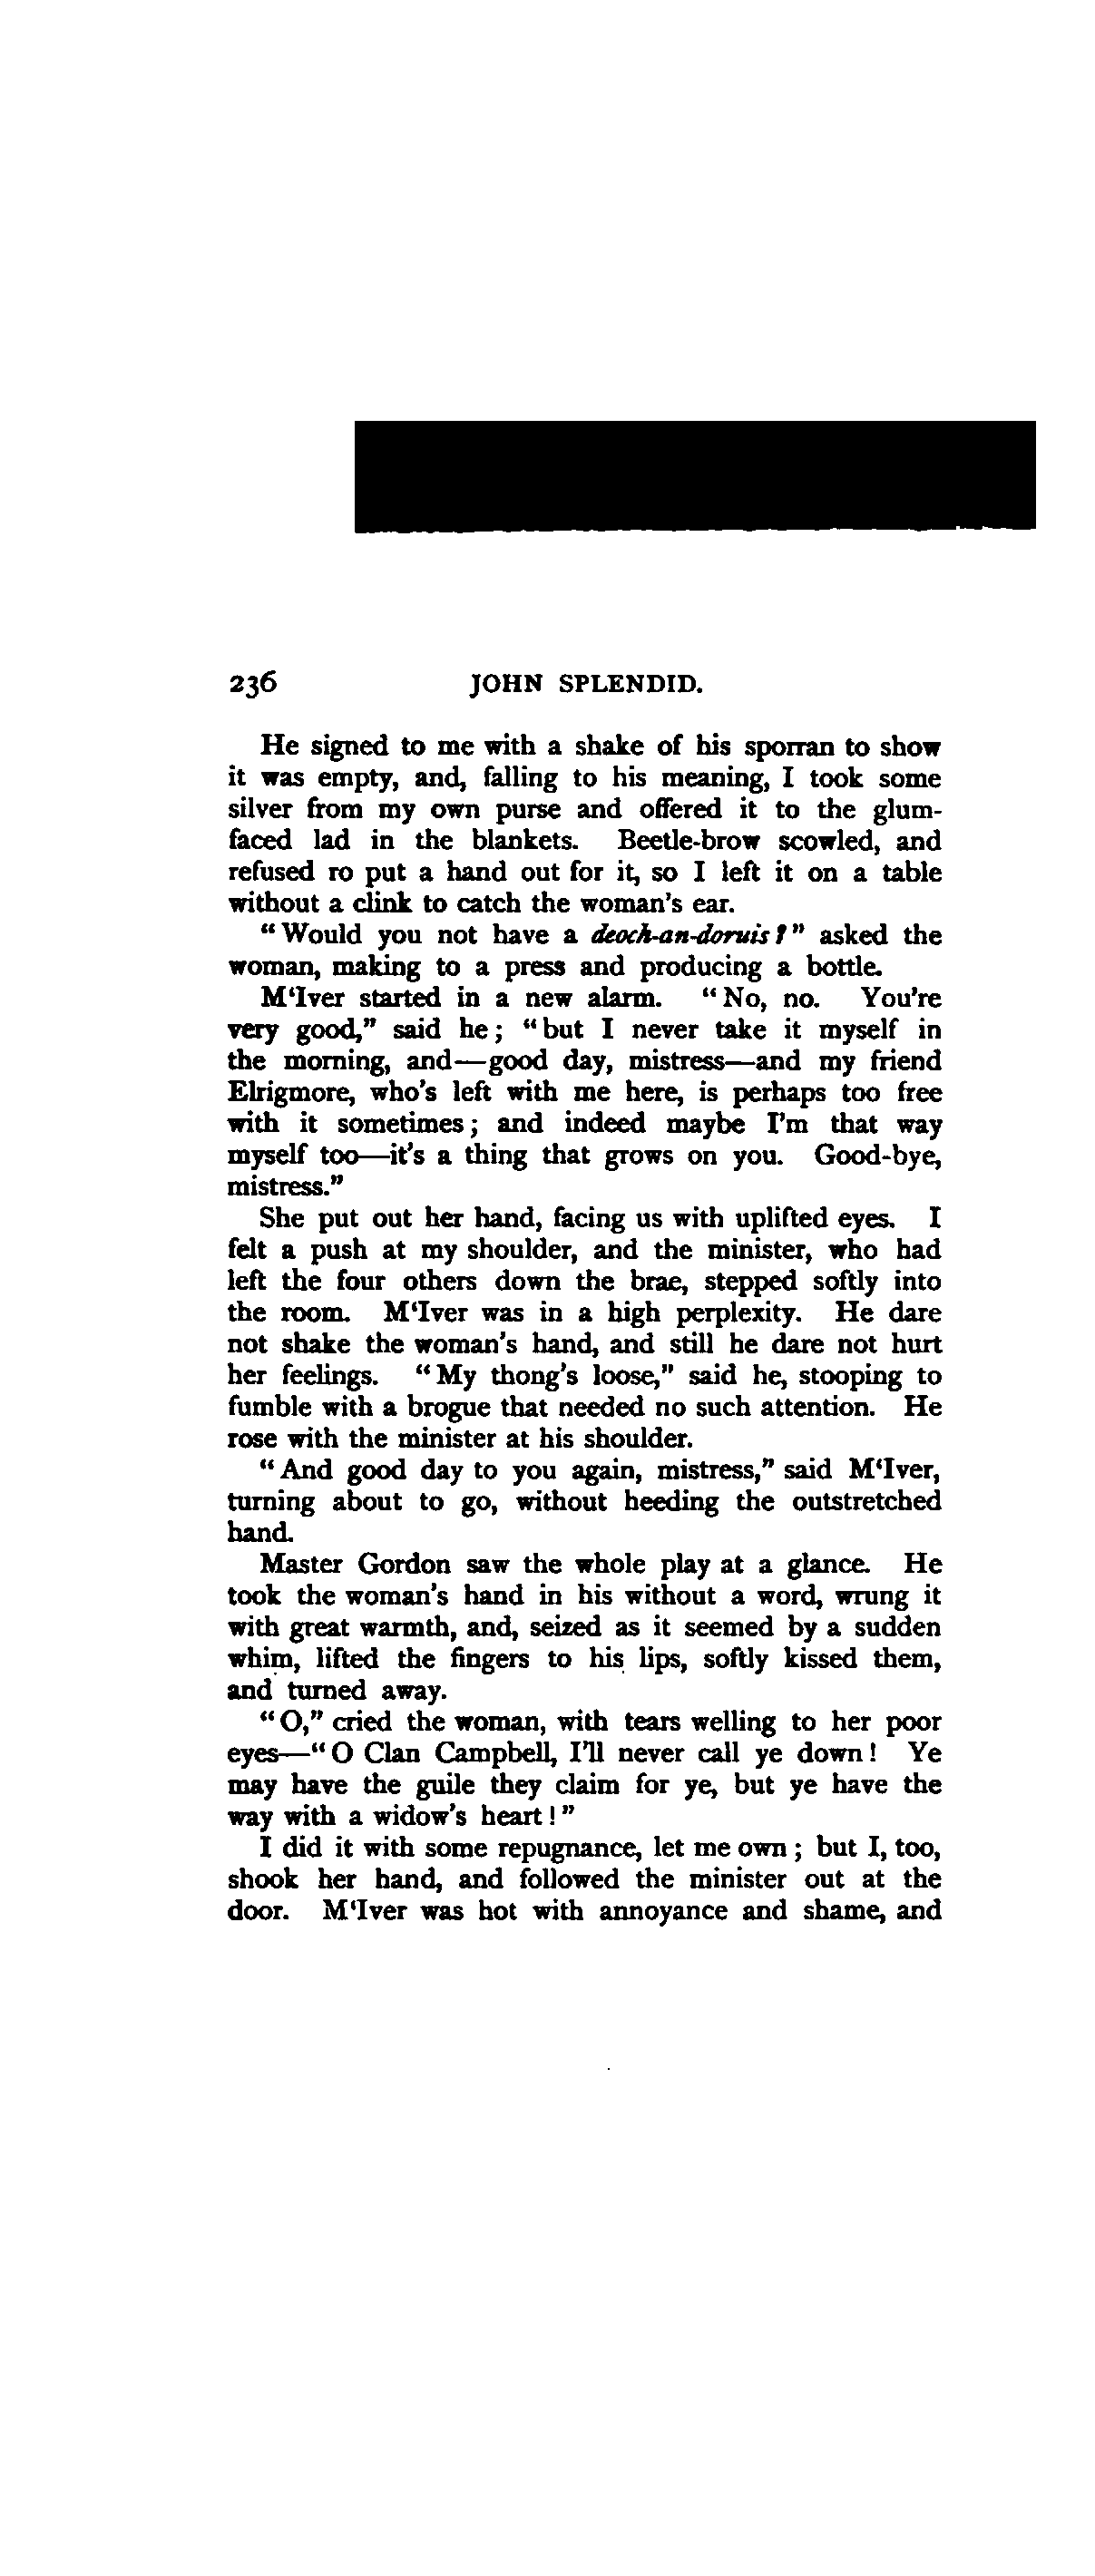 236 JOHN SPLENDID.
He signed to me with a shake of his sporran to show
it was empty, and, falling to his meaning, I took some
silver from my own purse and offered it to the glum-
faced lad in the blankets. Beetle-brow scowled, and
refused ro put a hand out for it, so I left it on a table
without a clink to catch the woman's ear.
"Would you not have a deoch-an-doruis?" asked the
woman, making to a press and producing a bottle.
M'Iver started in a new alarm. "No, no. You're
very good," said he; "but I never take it myself in
the morning, and—good day, mistress—and my friend
Elrigmore, who's left with me here, is perhaps too free
with it sometimes; and indeed maybe I'm that way
myself too—it's a thing that grows on you. Good-bye,
mistress."
She put out her hand, facing us with uplifted eyes. I
felt a push at my shoulder, and the minister, who had
left the four others down the brae, stepped softly into
the room. M'Iver was in a high perplexity. He dare
not shake the woman's hand, and still he dare not hurt
her feelings. "My thong's loose," said he, stooping to
fumble with a brogue that needed no such attention. He
rose with the minister at his shoulder.
"And good day to you again, mistress," said M'Iver,
turning about to go, without heeding the outstretched
hand.
Master Gordon saw the whole play at a glance. He
took the woman's hand in his without a word, wrung it
with great warmth, and, seized as it seemed by a sudden
whim, lifted the fingers to his lips, softly kissed them,
and turned away.
"O," cried the woman, with tears welling to her poor
eyes—"O Clan Campbell, I'll never call ye down! Ye
may have the guile they claim for ye, but ye have the
way with a widow's heart!"
I did it with some repugnance, let me own; but I, too,
shook her hand, and followed the minister out at the
door. M'Iver was hot with annoyance and shame, and